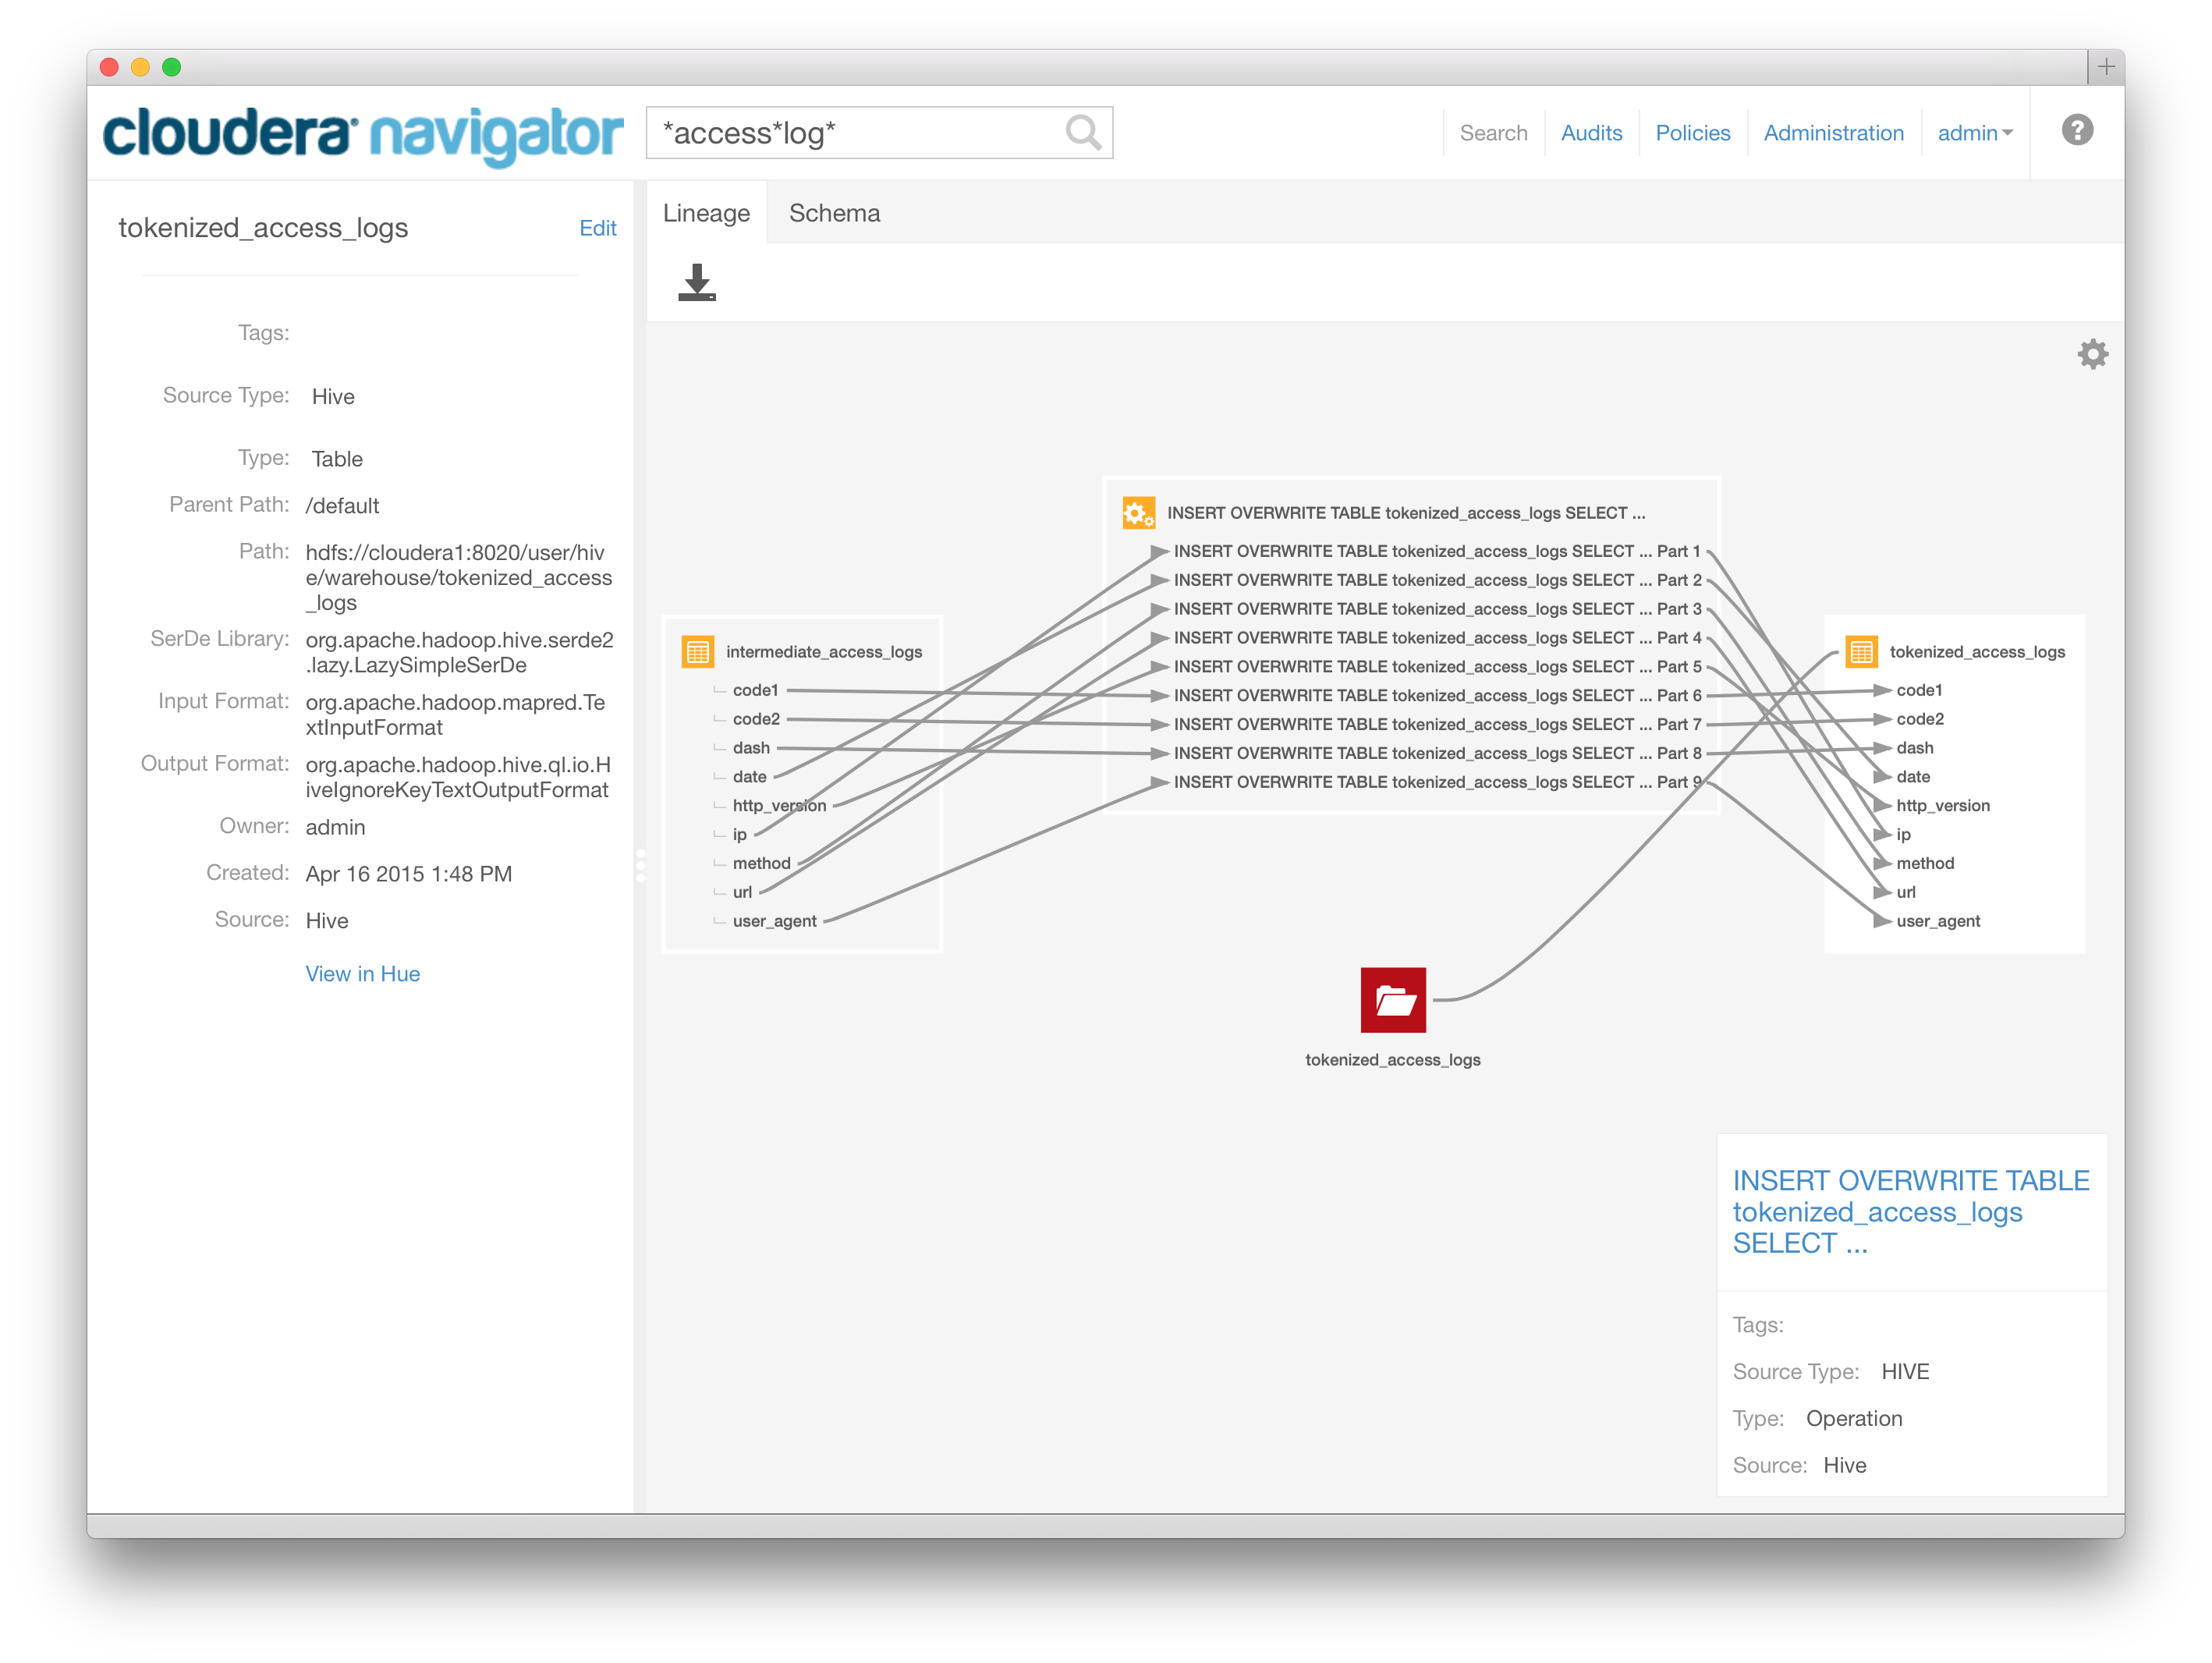 cloudera navigator
*access*log*
Search
Audits
Policies
Administration
admin
?
tokenized_access_logs
Edit
Tags:
Source Type: Hive
Type: Table
Parent Path: /default
Path: hdfs://cloudera1:8020/user/hiv
e/warehouse/tokenized_access
_logs
SerDe Library: org.apache.hadoop.hive.serde2
.lazy.LazySimpleSerDe
Input Format: org.apache.hadoop.mapred.Te
xtInputFormat
Output Format: org.apache.hadoop.hive.ql.io.H
iveIgnoreKeyTextOutputFormat
Owner: admin
Created: Apr 16 2015 1:48 PM
Source: Hive
View in Hue
Lineage
Schema
intermediate_access_logs
code1
code2
dash
date
http_version
ip
method
url
user_agent
INSERT OVERWRITE TABLE tokenized_access_logs SELECT ...
INSERT OVERWRITE TABLE tokenized_access_logs SELECT ... Part 1
INSERT OVERWRITE TABLE tokenized_access_logs SELECT ... Part 2
INSERT OVERWRITE TABLE tokenized_access_logs SELECT ... Part 3
INSERT OVERWRITE TABLE tokenized_access_logs SELECT ... Part 4
INSERT OVERWRITE TABLE tokenized_access_logs SELECT ... Part 5
INSERT OVERWRITE TABLE tokenized_access_logs SELECT ... Part 6
INSERT OVERWRITE TABLE tokenized_access_logs SELECT ... Part 7
INSERT OVERWRITE TABLE tokenized_access_logs SELECT ... Part 8
INSERT OVERWRITE TABLE tokenized_access_logs SELECT ... Part 9
tokenized_access_logs
code1
code2
dash
date
http_version
ip
method
url
user_agent
tokenized_access_logs
INSERT OVERWRITE TABLE
tokenized_access_logs
SELECT ...
Tags:
Source Type: HIVE
Type: Operation
Source: Hive